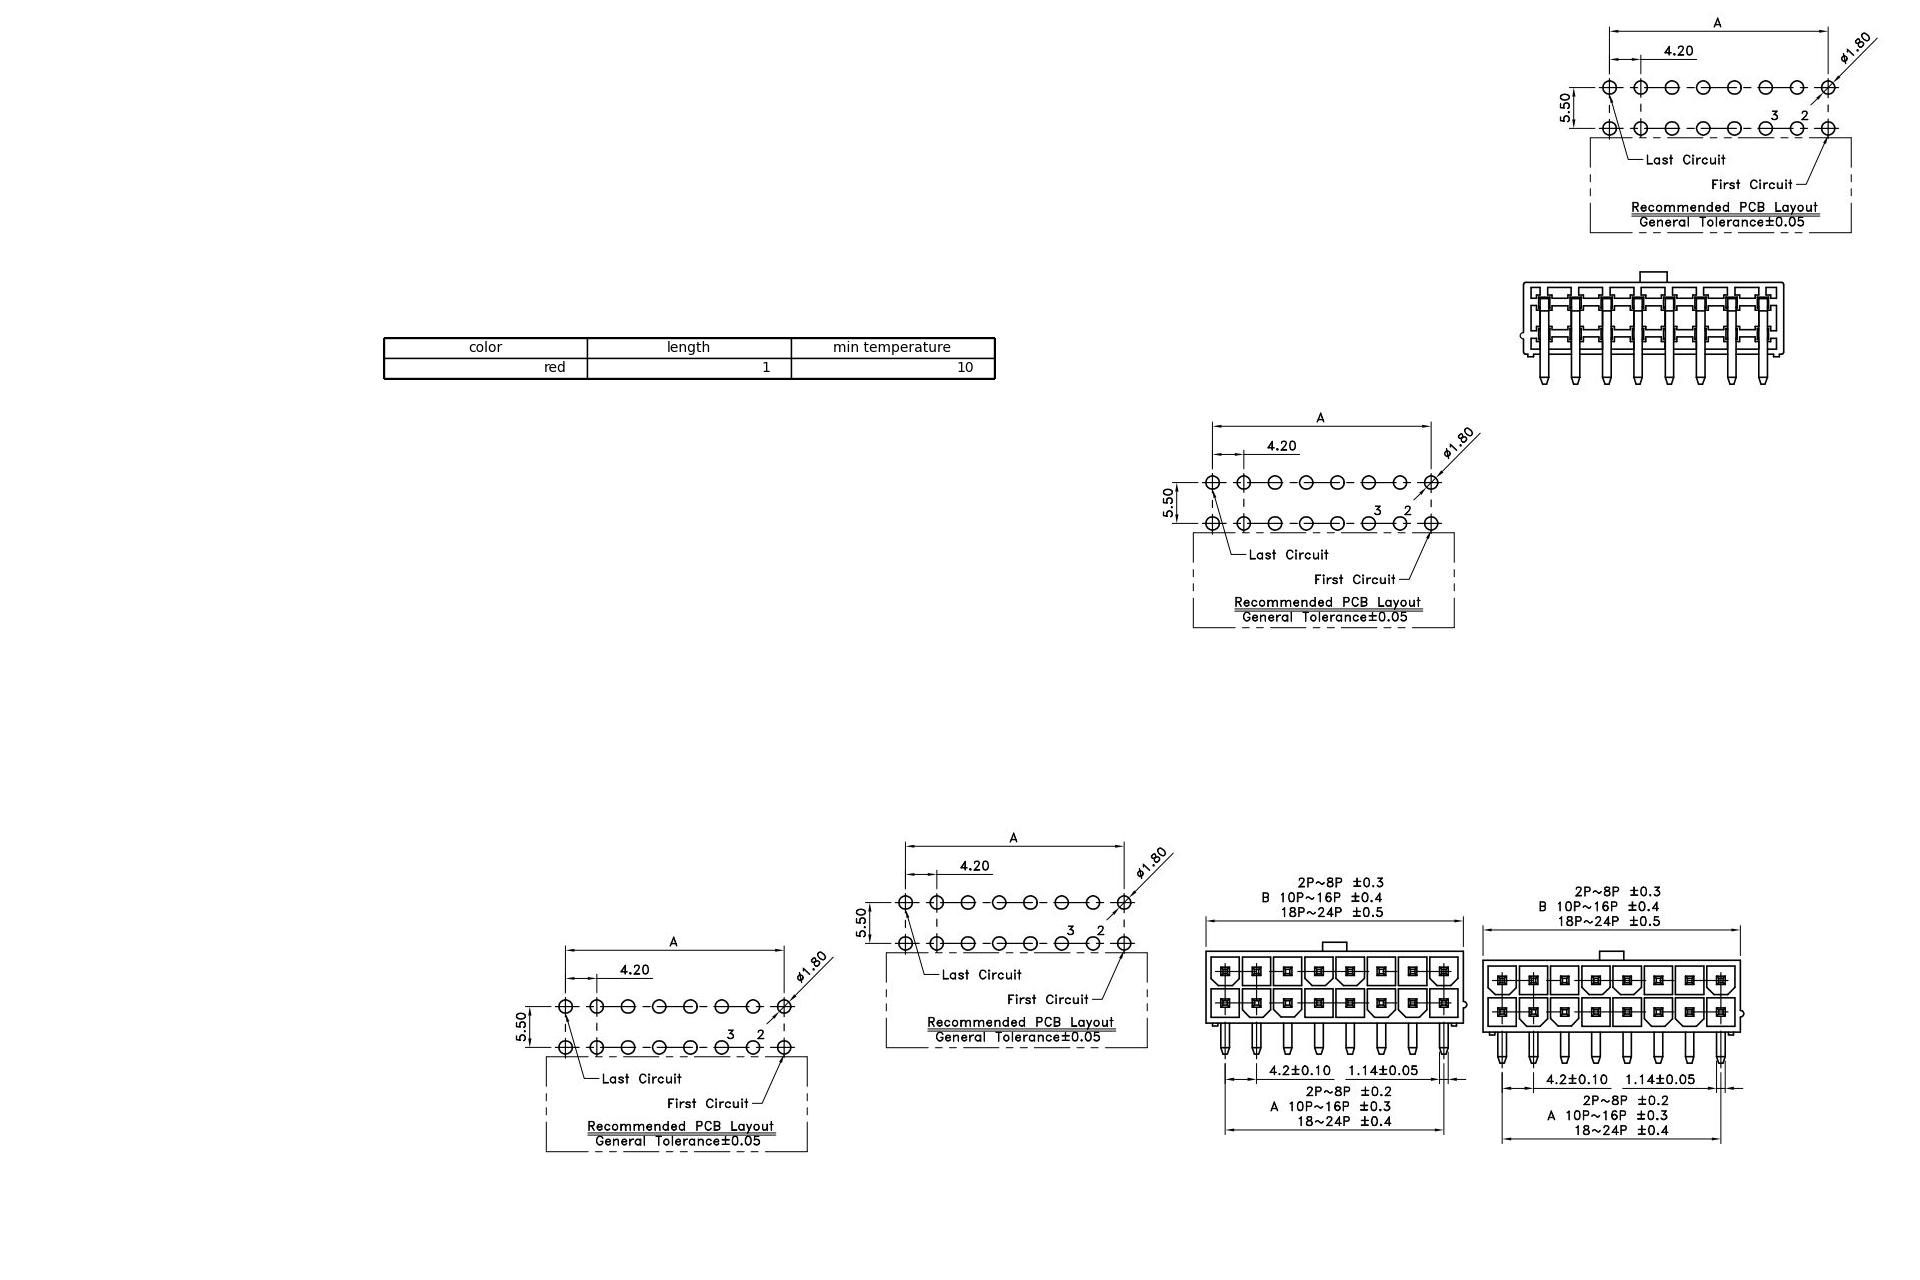 A
4.20
ø1.80
5.50
3 2
Last Circuit
First Circuit
Recommended PCB Layout
General Tolerance±0.05
color length min temperature
red 1 10
A
4.20
ø1.80
5.50
3 2
Last Circuit
First Circuit
Recommended PCB Layout
General Tolerance±0.05
A
4.20
ø1.80
5.50
3 2
Last Circuit
First Circuit
Recommended PCB Layout
General Tolerance±0.05
2P~8P ±0.3
B 10P~16P ±0.4
18P~24P ±0.5
4.2±0.10 1.14±0.05
2P~8P ±0.2
A 10P~16P ±0.3
18~24P ±0.4
2P~8P ±0.3
B 10P~16P ±0.4
18P~24P ±0.5
4.2±0.10 1.14±0.05
2P~8P ±0.2
A 10P~16P ±0.3
18~24P ±0.4
A
4.20
ø1.80
5.50
3 2
Last Circuit
First Circuit
Recommended PCB Layout
General Tolerance±0.05